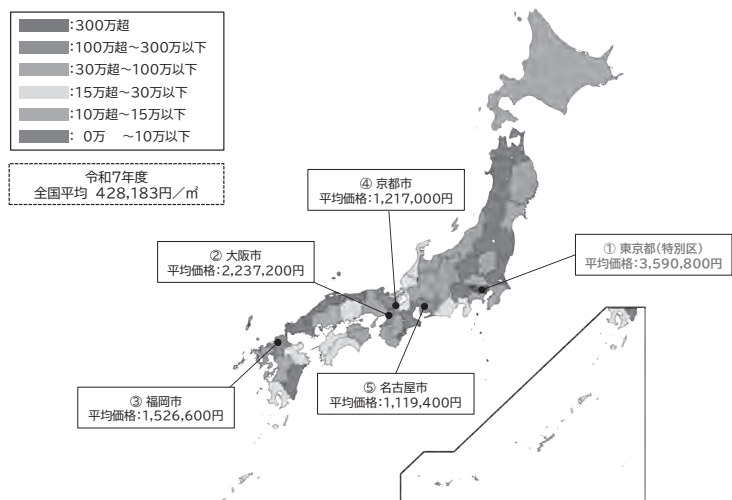 :300万超
:100万超～300万以下
:30万超～100万以下
:15万超～30万以下
:10万超～15万以下
: 0万 ～10万以下
令和7年度
全国平均 428,183円／㎡
④ 京都市
平均価格:1,217,000円
② 大阪市
平均価格:2,237,200円
① 東京都(特別区)
平均価格:3,590,800円
③ 福岡市
平均価格:1,526,600円
⑤ 名古屋市
平均価格:1,119,400円